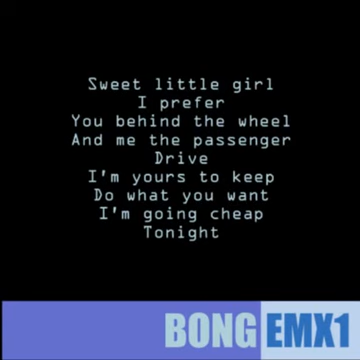 Sweet little girl
I prefer
You behind the wheel
And me the passenger
Drive
I'm yours to keep
Do what you want
I'm going cheap
Tonight
BONG EMX1